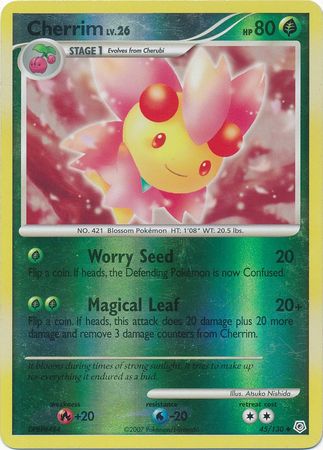 Cherrim LV.26
HP 80
STAGE 1 Evolves from Cherubi
NO. 421 Blossom Pokémon HT: 1'08" WT: 20.5 lbs.
Worry Seed 20
Flip a coin. If heads, the Defending Pokémon is now Confused.
Magical Leaf 20+
Flip a coin. If heads, this attack does 20 damage plus 20 more
damage and remove 3 damage counters from Cherrim.
It blooms during times of strong sunlight. It tries to make up
for everything it endured as a bud.
Illus. Atsuko Nishida
weakness resistance retreat cost
+20 -20
©2007 Pokémon/Nintendo
45/130